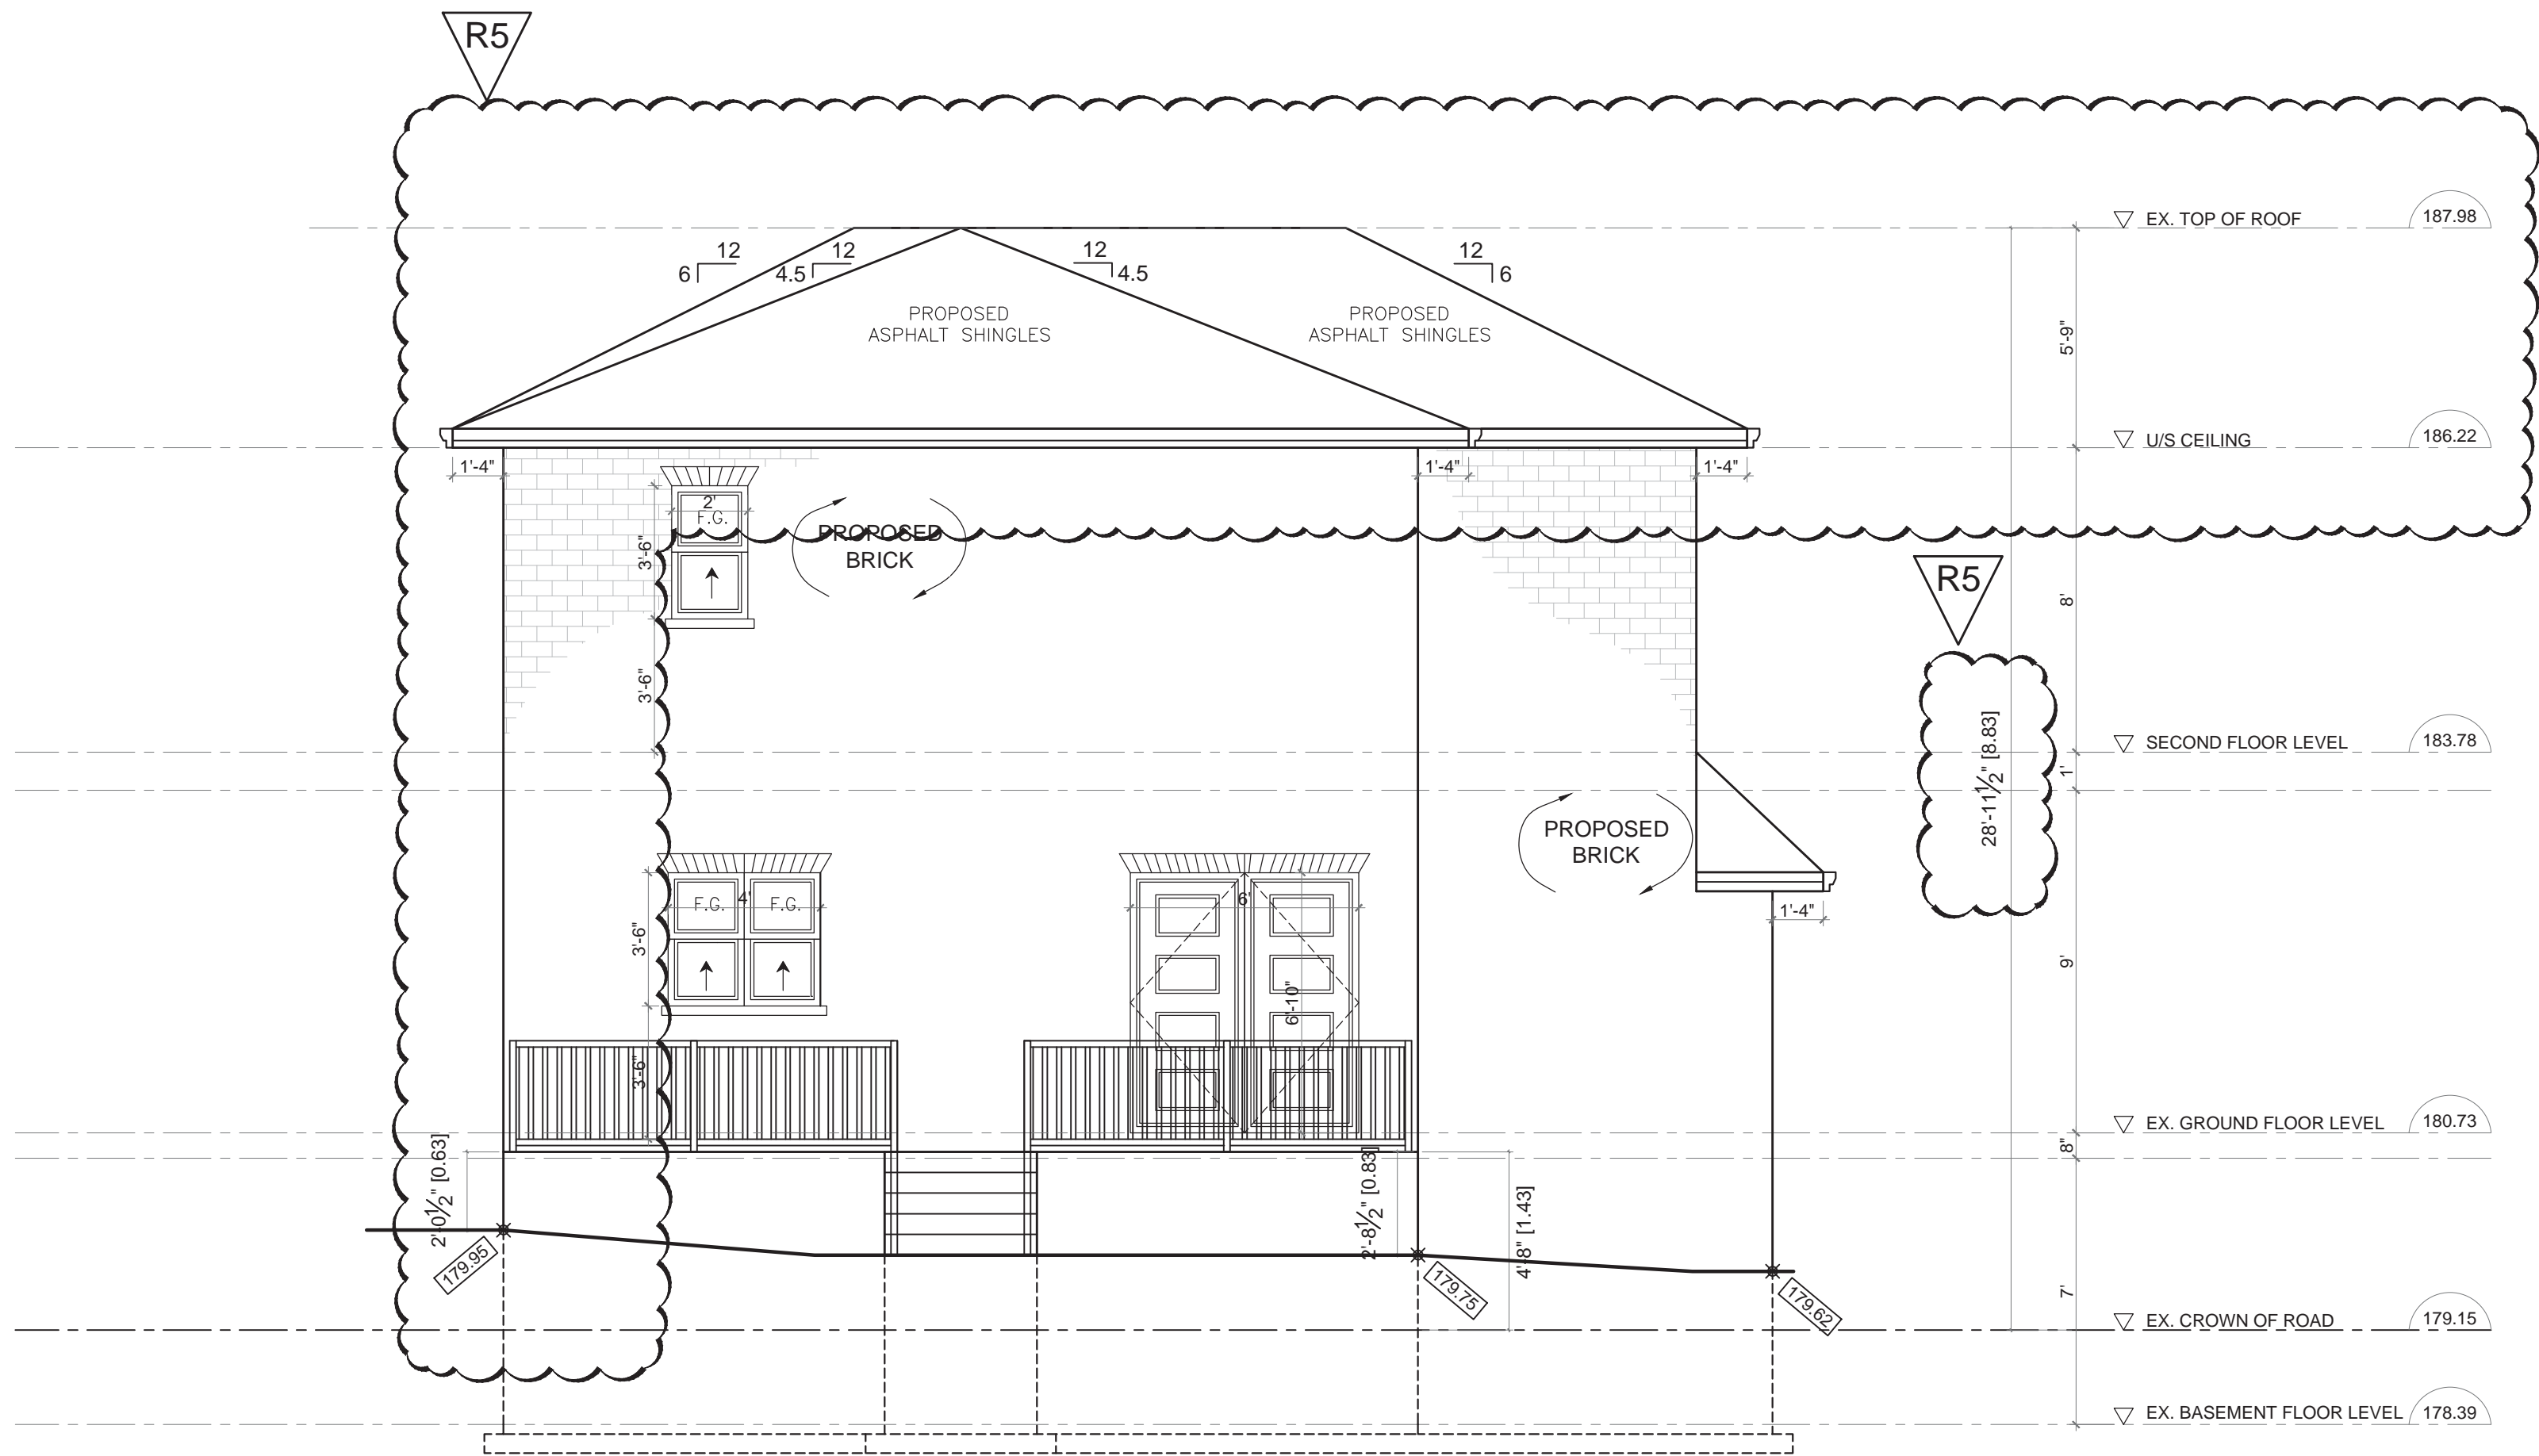 R5
EX. TOP OF ROOF 187.98
12
6
12
4.5
12
4.5
12
6
PROPOSED
ASPHALT SHINGLES
PROPOSED
ASPHALT SHINGLES
5'-9"
U/S CEILING 186.22
1'-4"
1'-4"
1'-4"
2'
F.G.
3'-6"
PROPOSED
BRICK
R5
8'
3'-6"
28'-11½" [8.83]
SECOND FLOOR LEVEL 183.78
1'
PROPOSED
BRICK
F.G.
4'
F.G.
6'
1'-4"
3'-6"
9'
6'-10"
3'-6"
EX. GROUND FLOOR LEVEL 180.73
8"
2'-0½" [0.63]
2'-8½" [0.83]
4'-8" [1.43]
179.95
179.75
179.62
7'
EX. CROWN OF ROAD 179.15
EX. BASEMENT FLOOR LEVEL 178.39